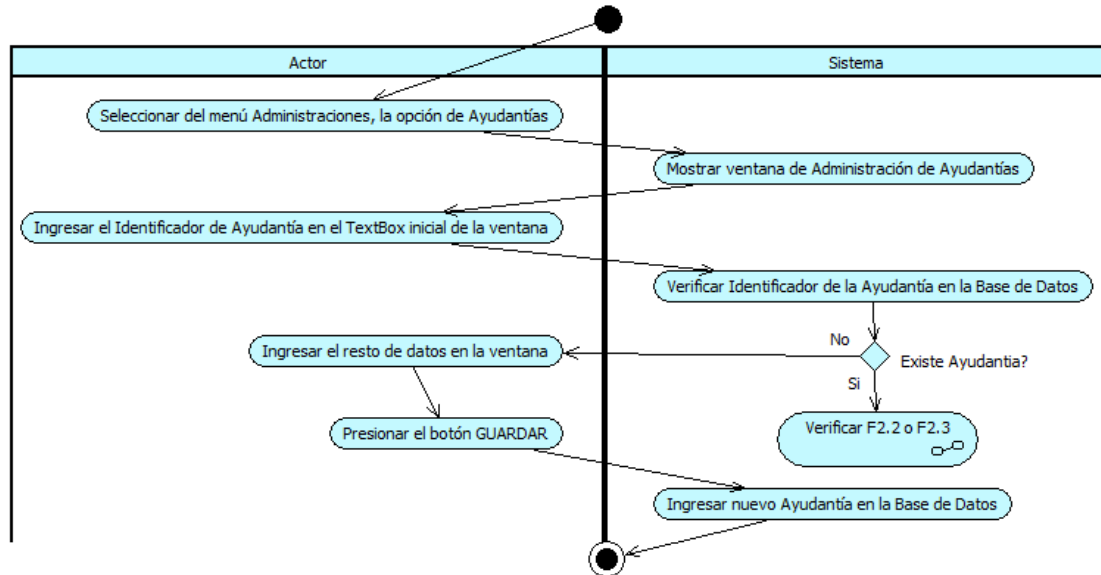 Actor
Sistema
Seleccionar del menú Administraciones, la opción de Ayudantías
Mostrar ventana de Administración de Ayudantías
Ingresar el Identificador de Ayudantía en el TextBox inicial de la ventana
Verificar Identificador de la Ayudantía en la Base de Datos
No
Ingresar el resto de datos en la ventana
Existe Ayudantia?
Si
Presionar el botón GUARDAR
Verificar F2.2 o F2.3
Ingresar nuevo Ayudantía en la Base de Datos